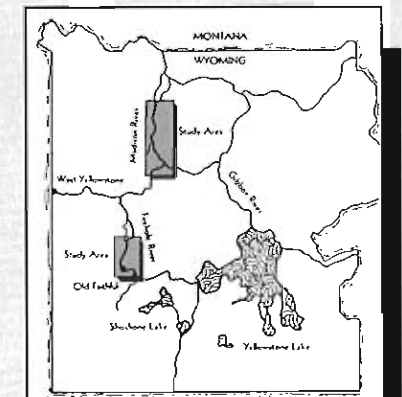 MONTANA
WYOMING
Madison River
Study Area
West Yellowstone
Gibbon River
Firehole River
Study Area
Old Faithful
Shoshone Lake
Yellowstone Lake